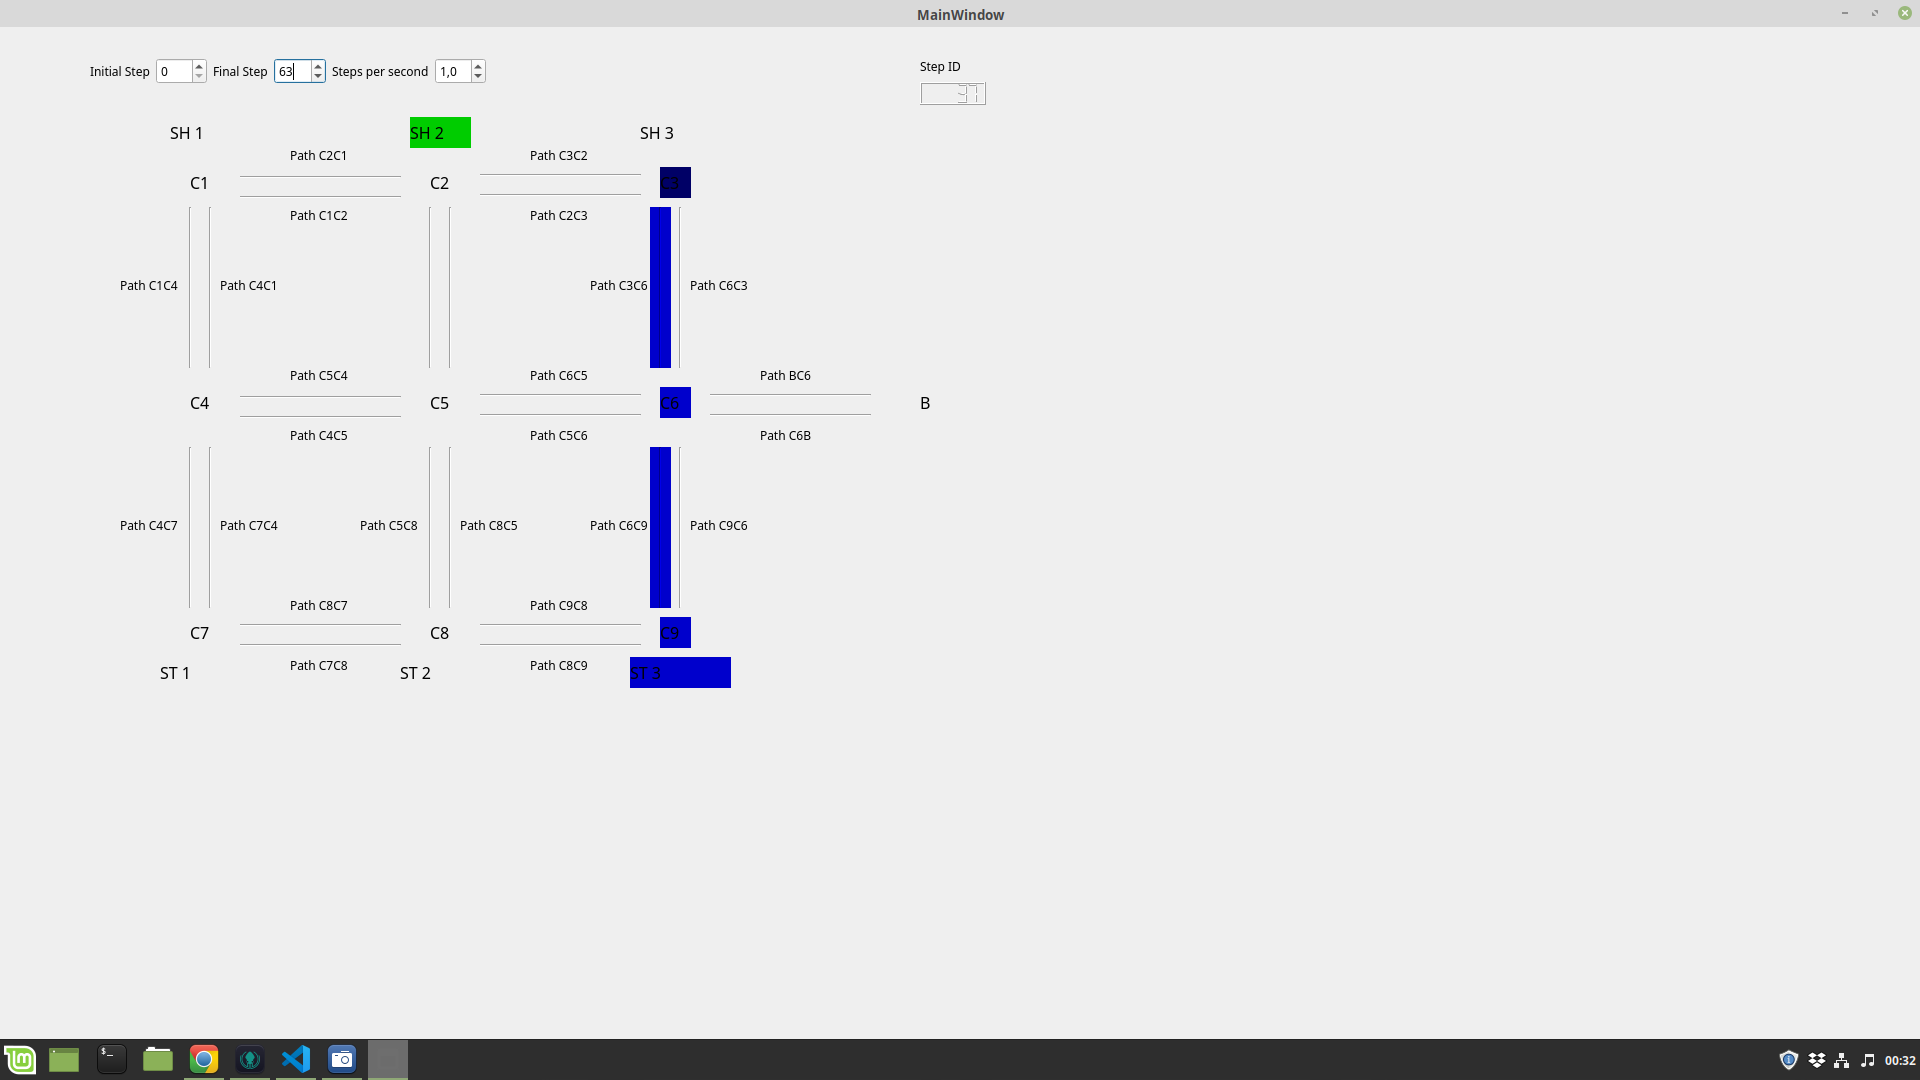 MainWindow
Initial Step 0 Final Step 63 Steps per second 1,0
Step ID
37
SH 1 SH 2 SH 3
Path C2C1 Path C3C2
C1 C2 C3
Path C1C2 Path C2C3
Path C1C4 Path C4C1 Path C3C6 Path C6C3
Path C5C4 Path C6C5 Path BC6
C4 C5 C6 B
Path C4C5 Path C5C6 Path C6B
Path C4C7 Path C7C4 Path C5C8 Path C8C5 Path C6C9 Path C9C6
Path C8C7 Path C9C8
C7 C8 C9
Path C7C8 Path C8C9
ST 1 ST 2 ST 3
00:32